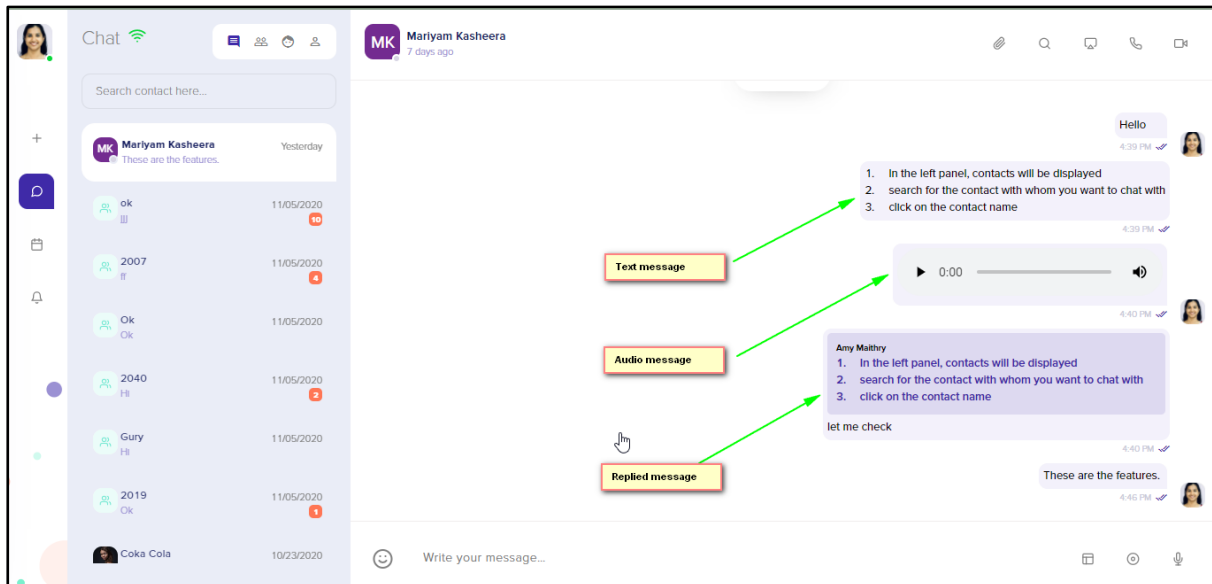 Chat
Search contact here...
MK
Mariyam Kasheera
Yesterday
These are the features.
ok
11/05/2020
lllll
10
2007
11/05/2020
ff
4
Ok
11/05/2020
Ok
2040
11/05/2020
Hi
2
Gury
11/05/2020
Hi
2019
11/05/2020
Ok
1
Coka Cola
10/23/2020
MK
Mariyam Kasheera
7 days ago
Hello
4:39 PM
1. In the left panel, contacts will be displayed
2. search for the contact with whom you want to chat with
3. click on the contact name
4:39 PM
Text message
0:00
4:40 PM
Audio message
Amy Maithry
1. In the left panel, contacts will be displayed
2. search for the contact with whom you want to chat with
3. click on the contact name
let me check
4:40 PM
Replied message
These are the features.
4:46 PM
Write your message...